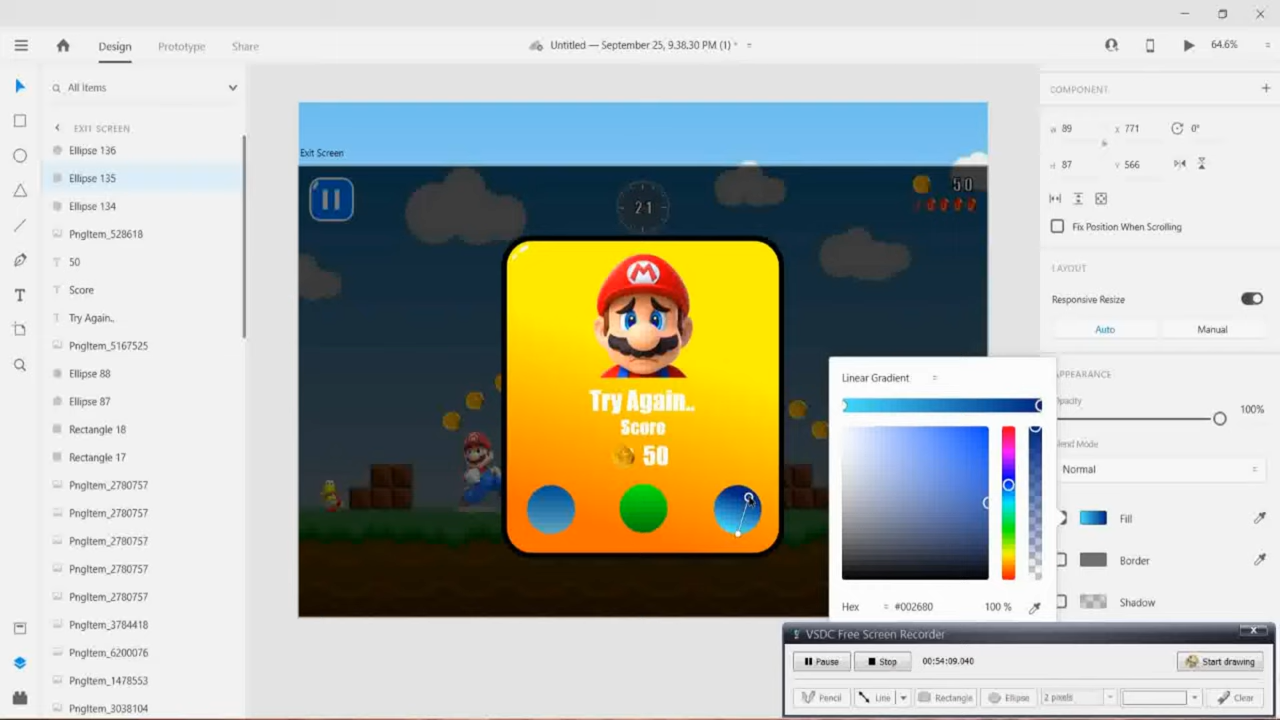 Design
Prototype
Share
Untitled — September 25, 9.38.30 PM (1) *
64.6%
All Items
EXIT SCREEN
Ellipse 136
Ellipse 135
Ellipse 134
PngItem_528618
50
Score
Try Again..
PngItem_5167525
Ellipse 88
Ellipse 87
Rectangle 18
Rectangle 17
PngItem_2780757
PngItem_2780757
PngItem_2780757
PngItem_2780757
PngItem_2780757
PngItem_3784418
PngItem_6200076
PngItem_1478553
PngItem_3038104
Exit Screen
21
50
M
Try Again..
Score
50
COMPONENT
W 89 X 771 0°
H 87 Y 566
Fix Position When Scrolling
LAYOUT
Responsive Resize
Auto Manual
APPEARANCE
Opacity
100%
Blend Mode
Normal
Fill
Border
Shadow
Linear Gradient
Hex #002680 100 %
VSDC Free Screen Recorder
Pause Stop 00:54:09.040 Start drawing
Pencil Line Rectangle Ellipse 2 pixels Clear